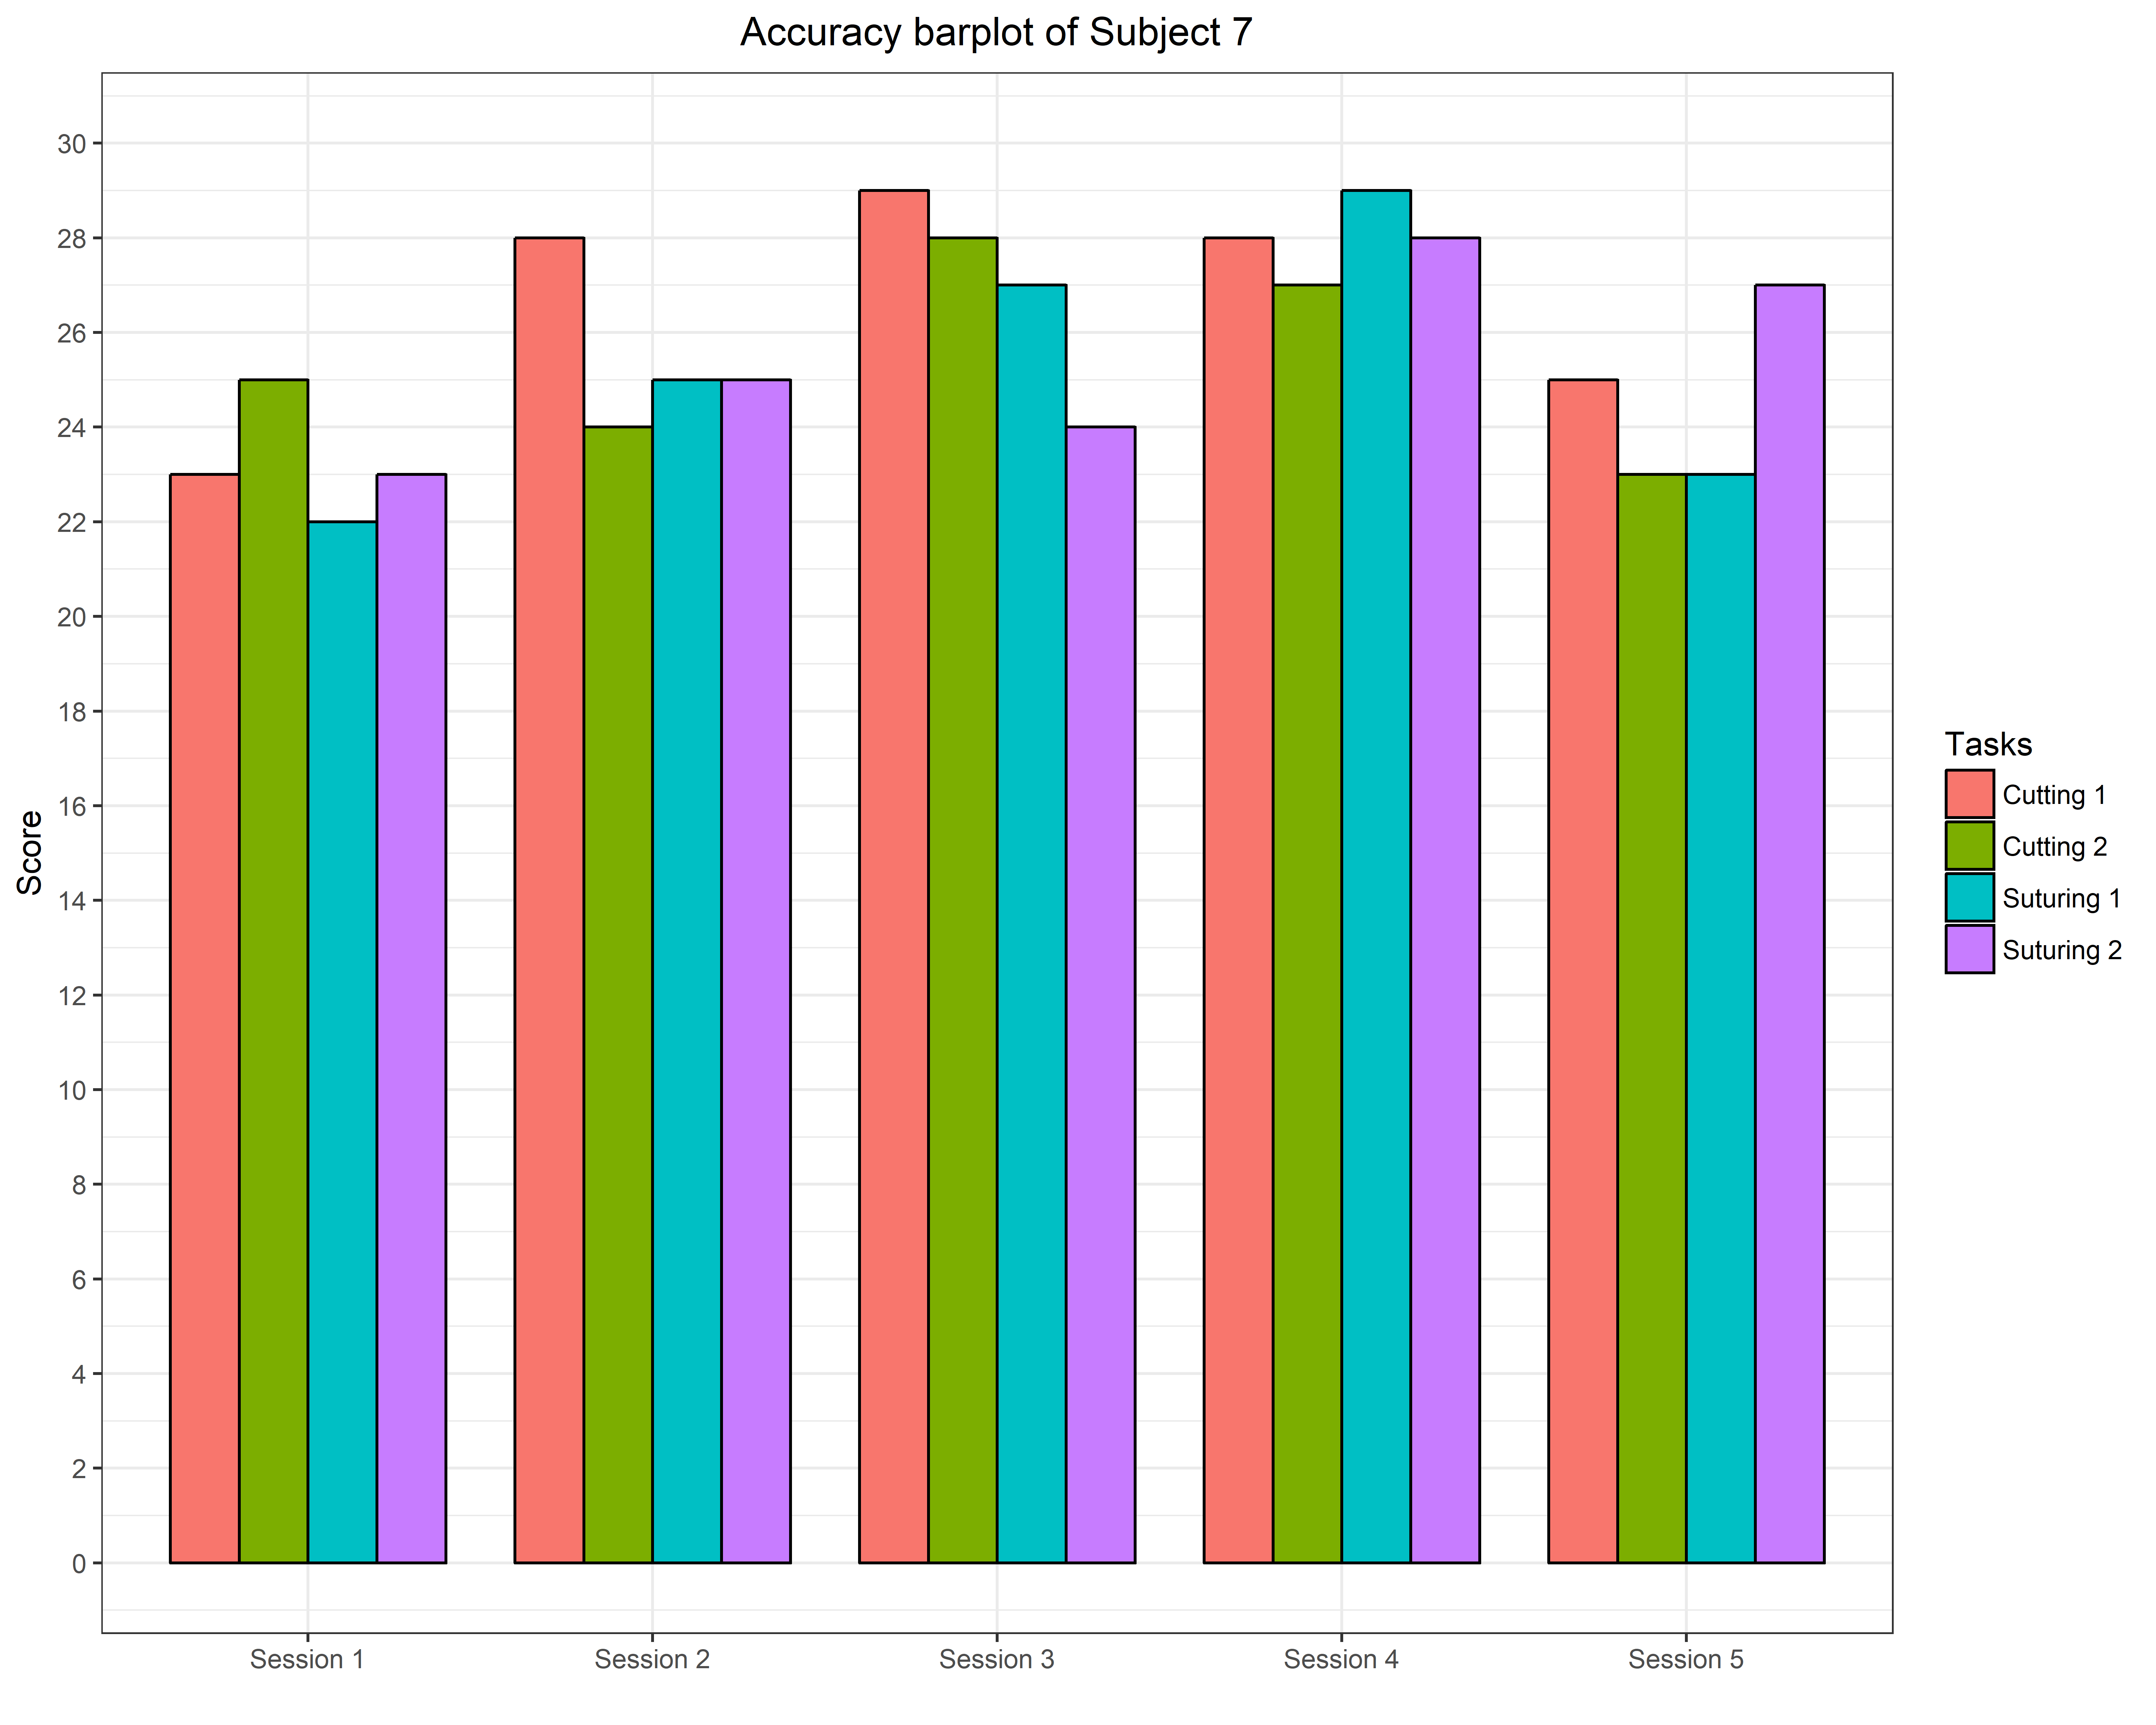 Accuracy barplot of Subject 7
Score
30
28
26
24
22
20
18
16
14
12
10
8
6
4
2
0
Session 1
Session 2
Session 3
Session 4
Session 5
Tasks
Cutting 1
Cutting 2
Suturing 1
Suturing 2